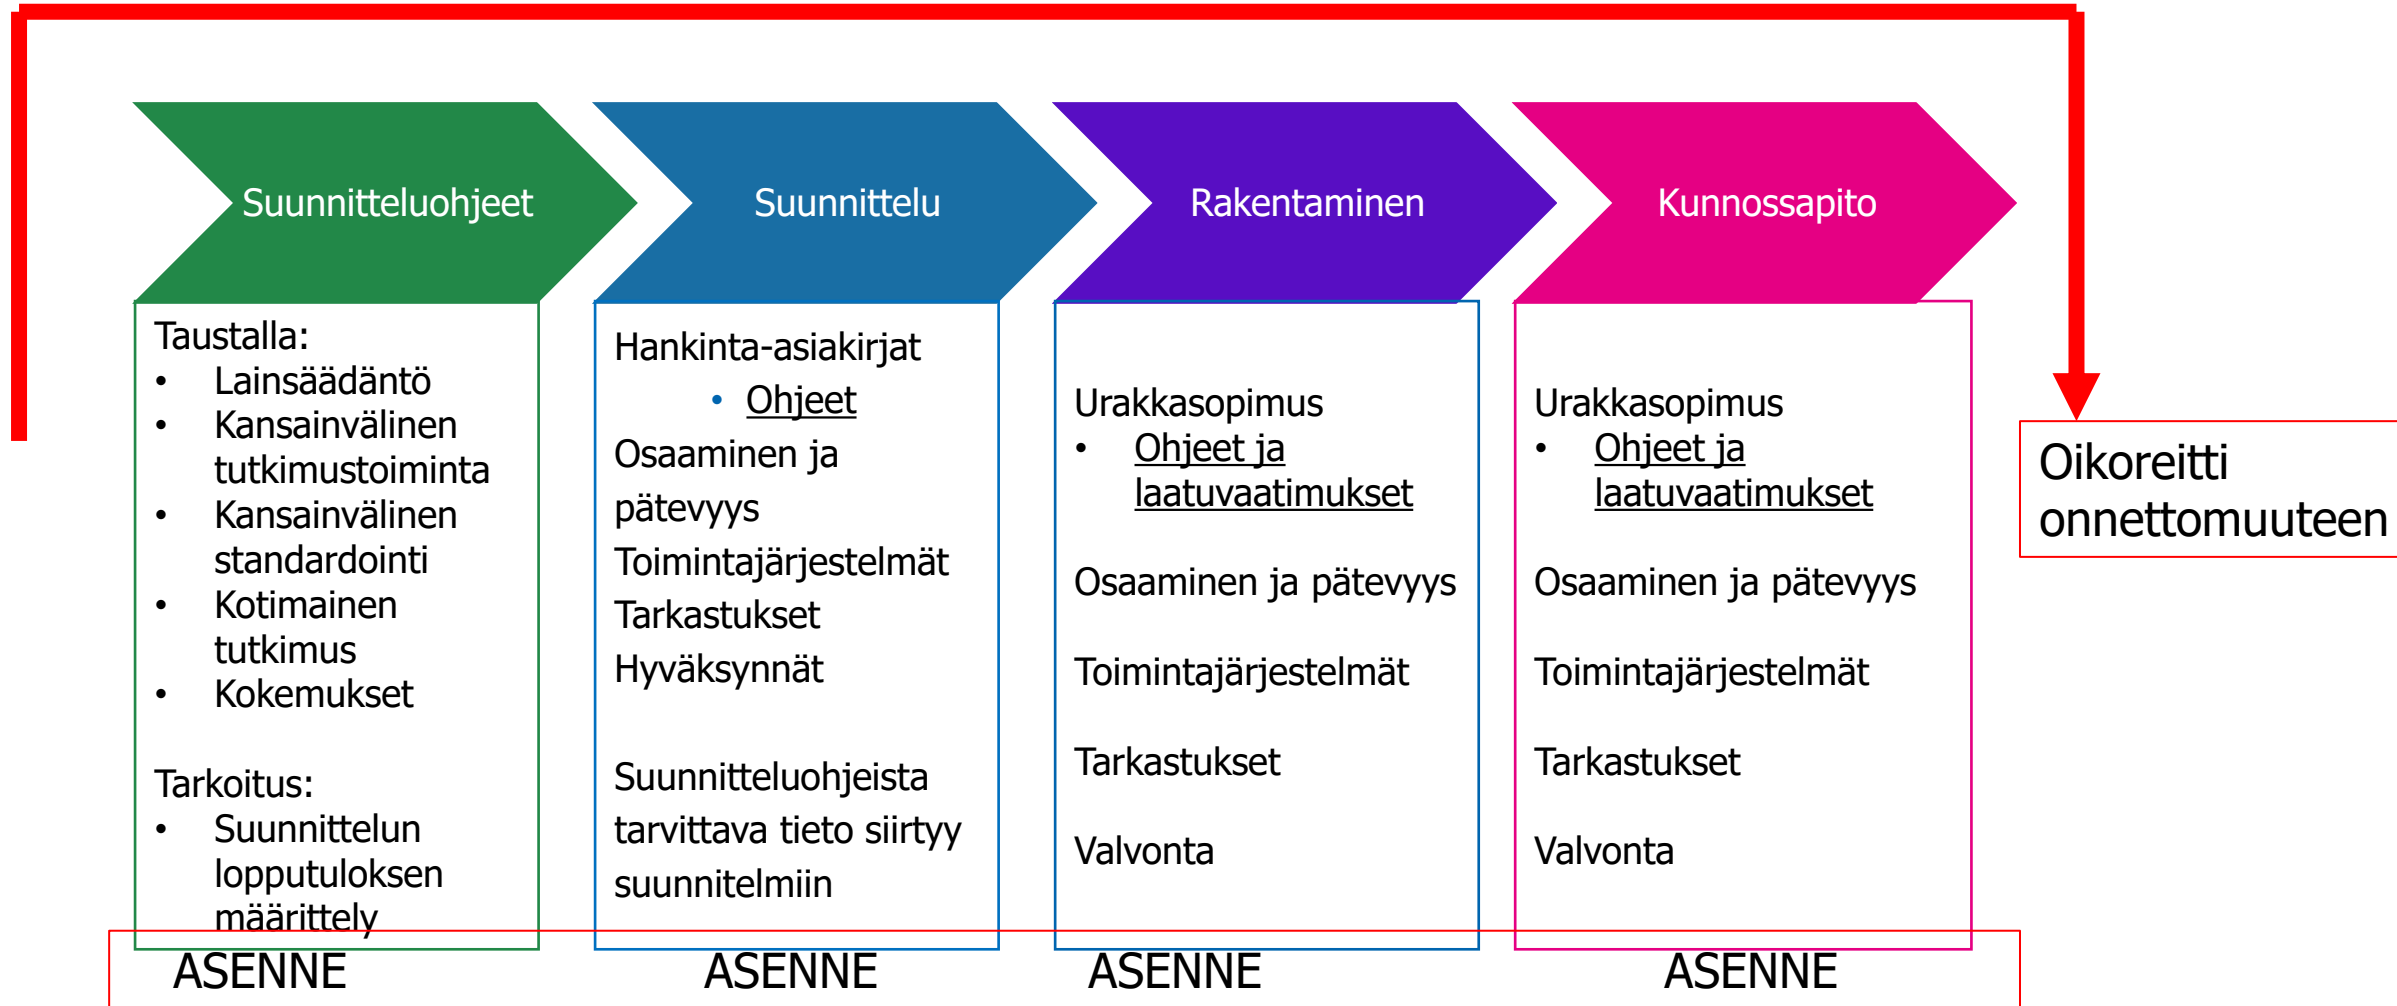 Suunnitteluohjeet
Suunnittelu
Rakentaminen
Kunnossapito
Taustalla:
• Lainsäädäntö
• Kansainvälinen
tutkimustoiminta
• Kansainvälinen
standardointi
• Kotimainen
tutkimus
• Kokemukset
Tarkoitus:
• Suunnittelun
lopputuloksen
määrittely
Hankinta-asiakirjat
• Ohjeet
Osaaminen ja
pätevyys
Toimintajärjestelmät
Tarkastukset
Hyväksynnät
Suunnitteluohjeista
tarvittava tieto siirtyy
suunnitelmiin
Urakkasopimus
• Ohjeet ja
laatuvaatimukset
Osaaminen ja pätevyys
Toimintajärjestelmät
Tarkastukset
Valvonta
Urakkasopimus
• Ohjeet ja
laatuvaatimukset
Osaaminen ja pätevyys
Toimintajärjestelmät
Tarkastukset
Valvonta
Oikoreitti
onnettomuuteen
ASENNE
ASENNE
ASENNE
ASENNE